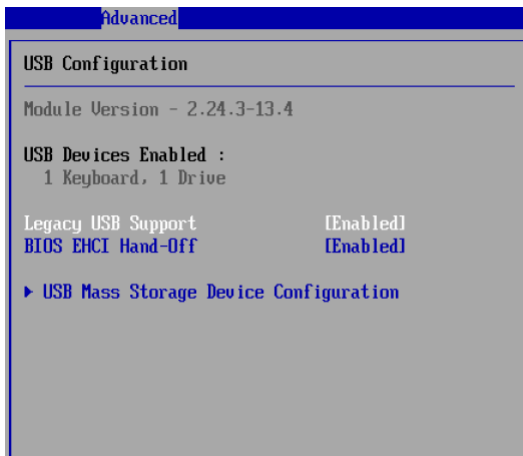 Advanced
USB Configuration
Module Version - 2.24.3-13.4
USB Devices Enabled :
1 Keyboard, 1 Drive
Legacy USB Support [Enabled]
BIOS EHCI Hand-Off [Enabled]
USB Mass Storage Device Configuration